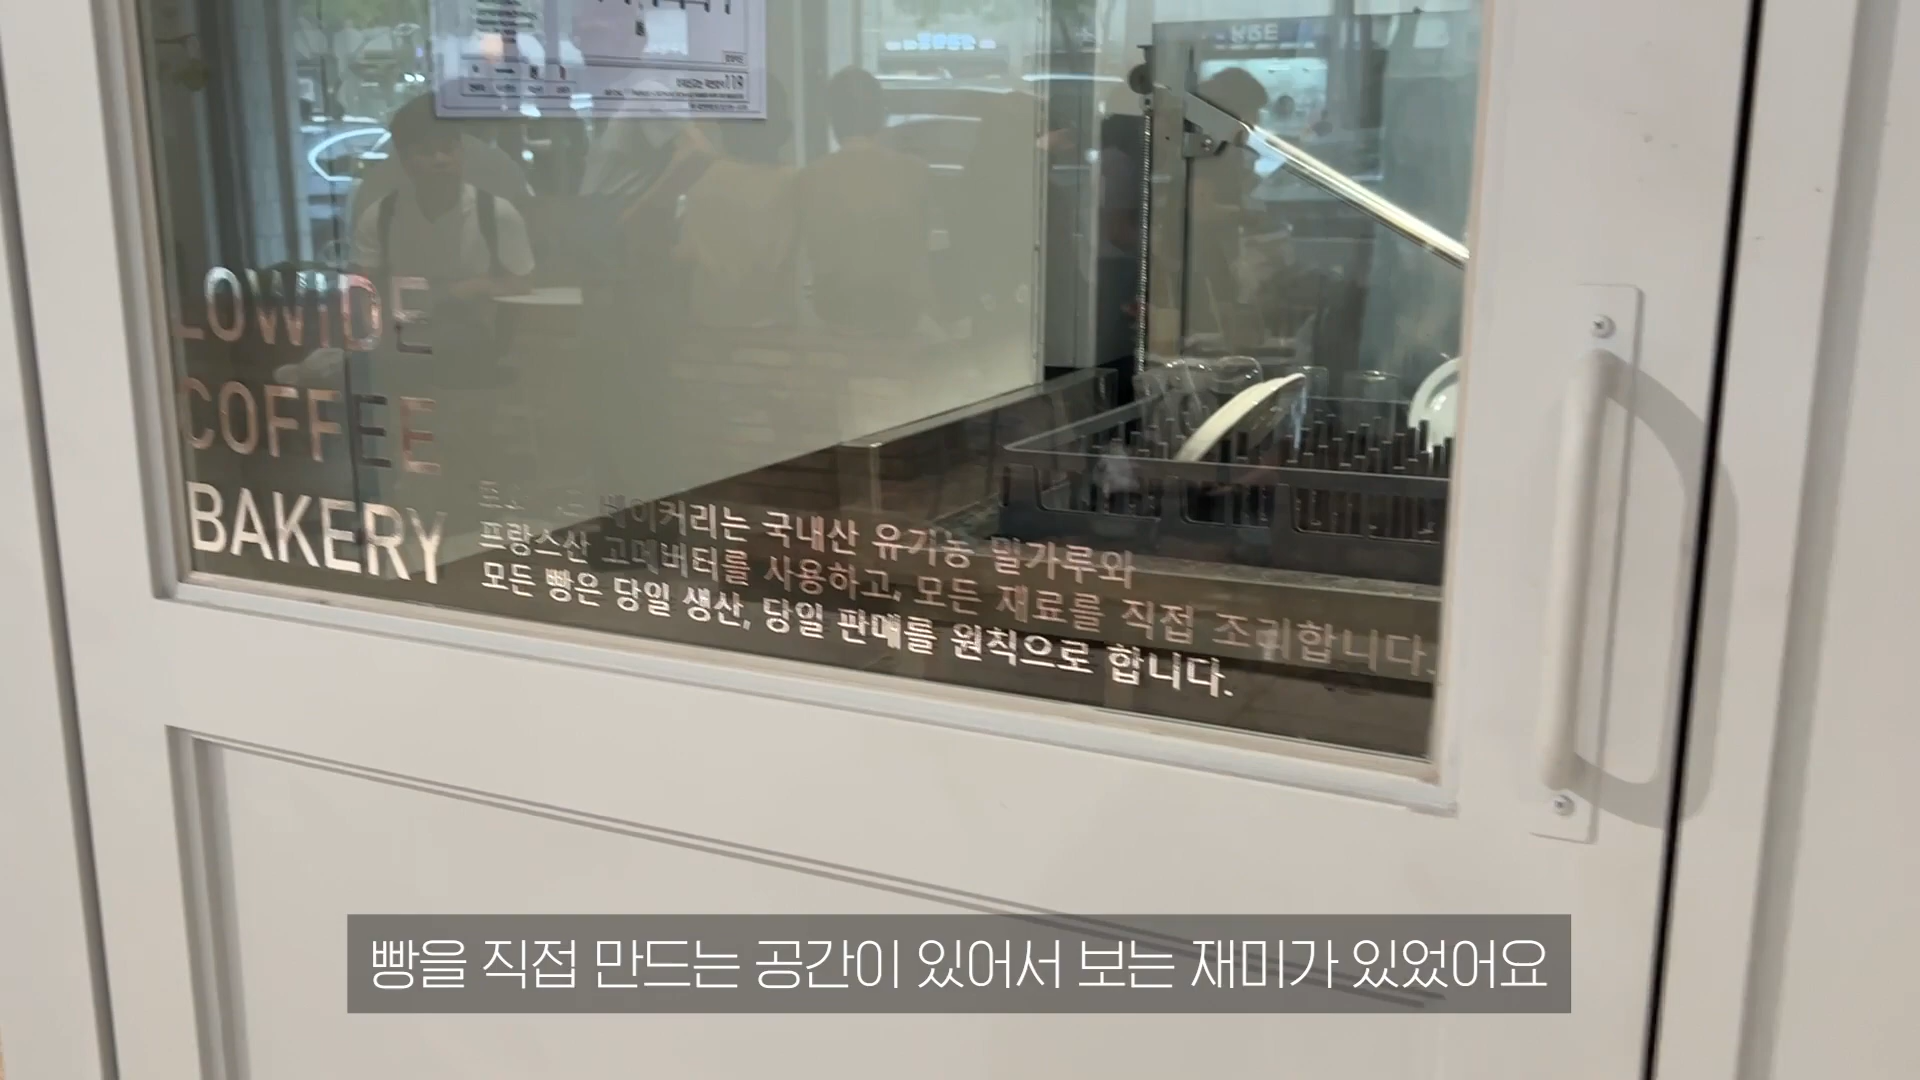 119
LOWIDE
COFFEE
BAKERY
베이커리는 국내산 유기농 밀가루와
프랑스산 고메버터를 사용하고, 모든 재료를 직접 조리합니다.
모든 빵은 당일 생산, 당일 판매를 원칙으로 합니다.
빵을 직접 만드는 공간이 있어서 보는 재미가 있었어요